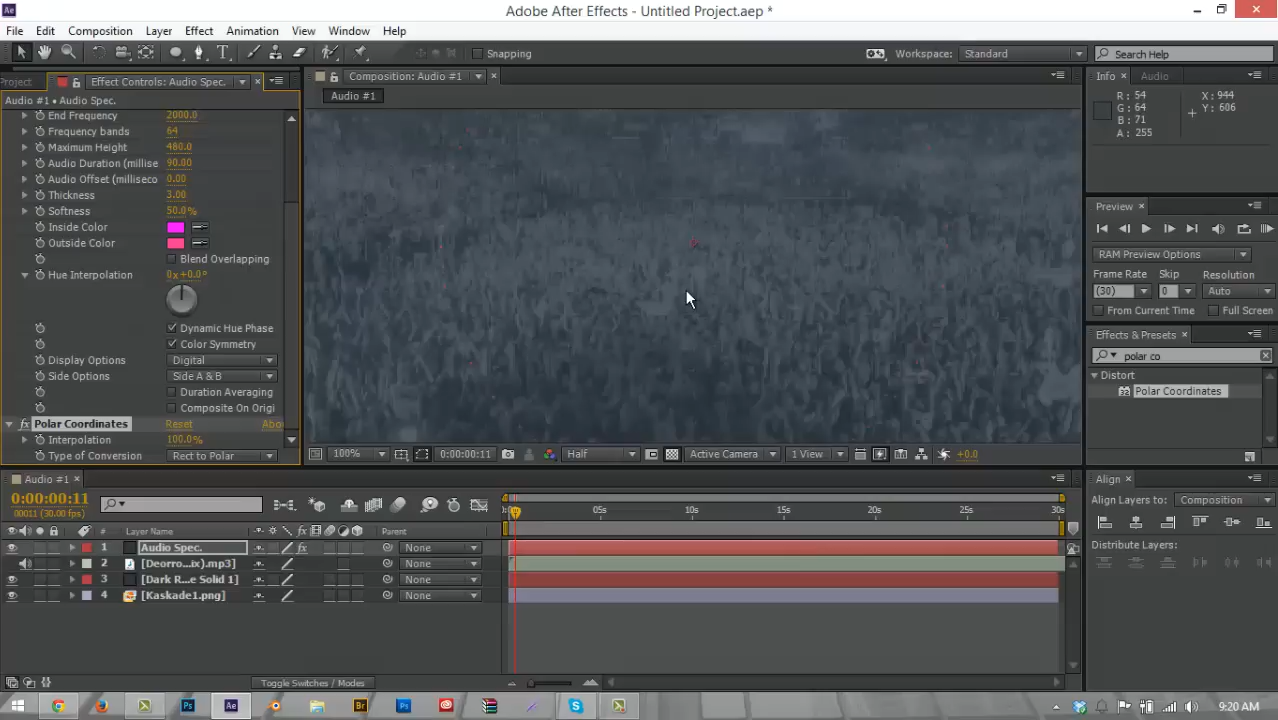 Adobe After Effects - Untitled Project.aep *
File Edit Composition Layer Effect Animation View Window Help
Snapping
Workspace: Standard
Search Help
Project
Effect Controls: Audio Spec.
Audio #1 • Audio Spec.
End Frequency 2000.0
Frequency bands 64
Maximum Height 480.0
Audio Duration (millise 90.00
Audio Offset (milliseco 0.00
Thickness 3.00
Softness 50.0%
Inside Color
Outside Color
Blend Overlapping
Hue Interpolation 0x+0.0°
Dynamic Hue Phase
Color Symmetry
Display Options Digital
Side Options Side A & B
Duration Averaging
Composite On Origi
fx Polar Coordinates Reset Abo
Interpolation 100.0%
Type of Conversion Rect to Polar
Composition: Audio #1
Audio #1
100% 0:00:00:11 Half Active Camera 1 View +0.0
Info Audio
R: 54
G: 64
B: 71
A: 255
X: 944
Y: 606
Preview
RAM Preview Options
Frame Rate Skip Resolution
(30) 0 Auto
From Current Time Full Screen
Effects & Presets
polar co
Distort
32 Polar Coordinates
Audio #1
0:00:00:11
00011 (30.00 fps)
# Layer Name Parent
1 Audio Spec. fx None
2 [Deorro...ix).mp3] None
3 [Dark R...e Solid 1] None
4 [Kaskade1.png] None
05s 10s 15s 20s 25s 30s
Toggle Switches / Modes
Align
Align Layers to: Composition
Distribute Layers:
9:20 AM